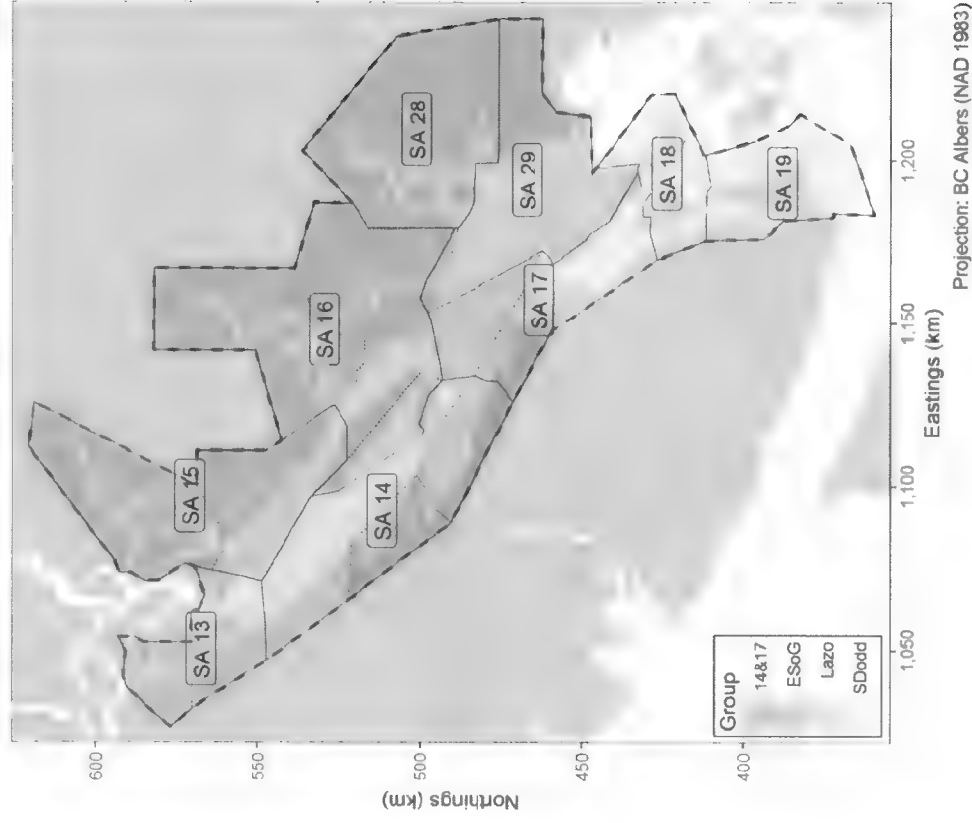 SA 13
SA 15
SA 14
SA 16
SA 17
SA 28
SA 29
SA 18
SA 19
Group
14&17
ESoG
Lazo
SDodd
600
550
500
450
400
Northings (km)
1,050
1,100
1,150
1,200
Eastings (km)
Projection: BC Albers (NAD 1983)